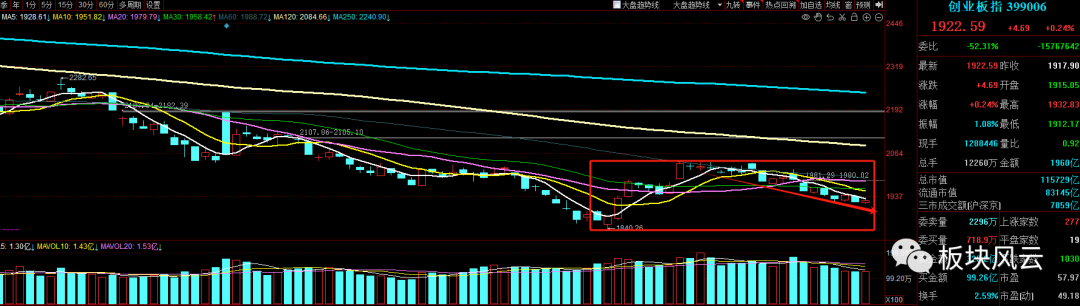 季 年 1分 5分 15分 30分 60分 多周期 设置
大盘趋势线 大盘趋势线 九转 事件 热点回溯 加自选 均线 窗 预测
MA5: 1928.61↓ MA10: 1951.82↓ MA20: 1979.79↓ MA30: 1958.42↑ MA60: 1988.72↓ MA120: 2084.66↓ MA250: 2240.90↓
2446
2319
2192
2064
1937
2282.65
2182.39
2107.86-2105.10
1981.29 1980.02
1840.26
5: 1.30亿↓ MAVOL10: 1.43亿↓ MAVOL20: 1.53亿↓
99.20万
X100
创业板指 399006
1922.59 +4.69 +0.24%
委比 -52.31% -15767642
最新 1922.59 昨收 1917.90
涨跌 +4.69 开盘 1915.05
涨幅 +0.24% 最高 1932.83
振幅 1.08% 最低 1912.17
现手 1288446 量比 0.92
总手 12260万 金额 1960亿
总市值 115729亿
流通市值 83145亿
三市成交额(沪深京) 7859亿
委卖量 2296万 上涨家数 277
委买量 718.9万 平盘家数 19
1030
买金额 99.26亿 市盈 57.97
换手 2.59% 市盈(动) 49.18
板块风云